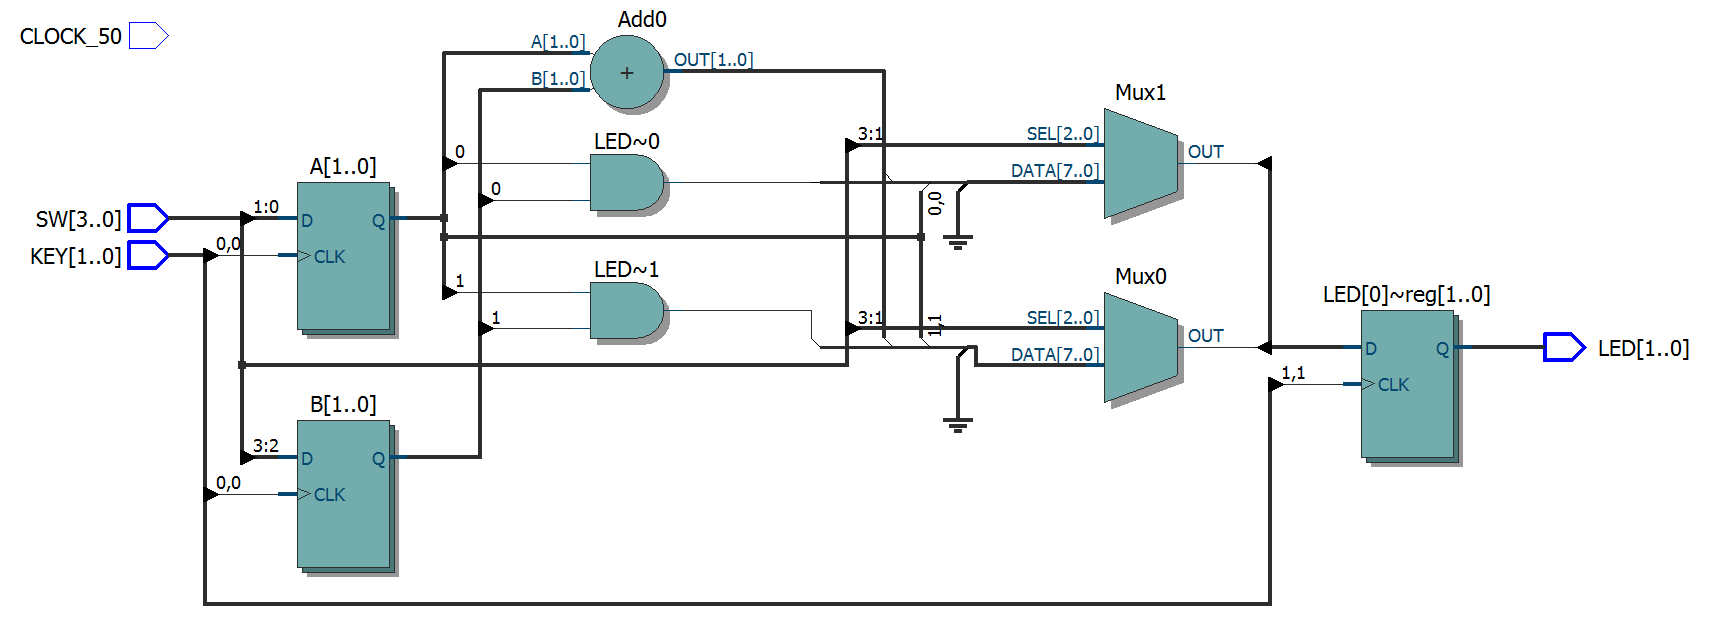 CLOCK_50
SW[3..0]
KEY[1..0]
1:0
0,0
A[1..0]
D
Q
CLK
3:2
0,0
B[1..0]
D
Q
CLK
Add0
A[1..0]
B[1..0]
+
OUT[1..0]
LED~0
0
0
LED~1
1
1
3:1
3:1
0,0
1,1
Mux1
SEL[2..0]
DATA[7..0]
OUT
Mux0
SEL[2..0]
DATA[7..0]
OUT
1,1
LED[0]~reg[1..0]
D
Q
CLK
LED[1..0]